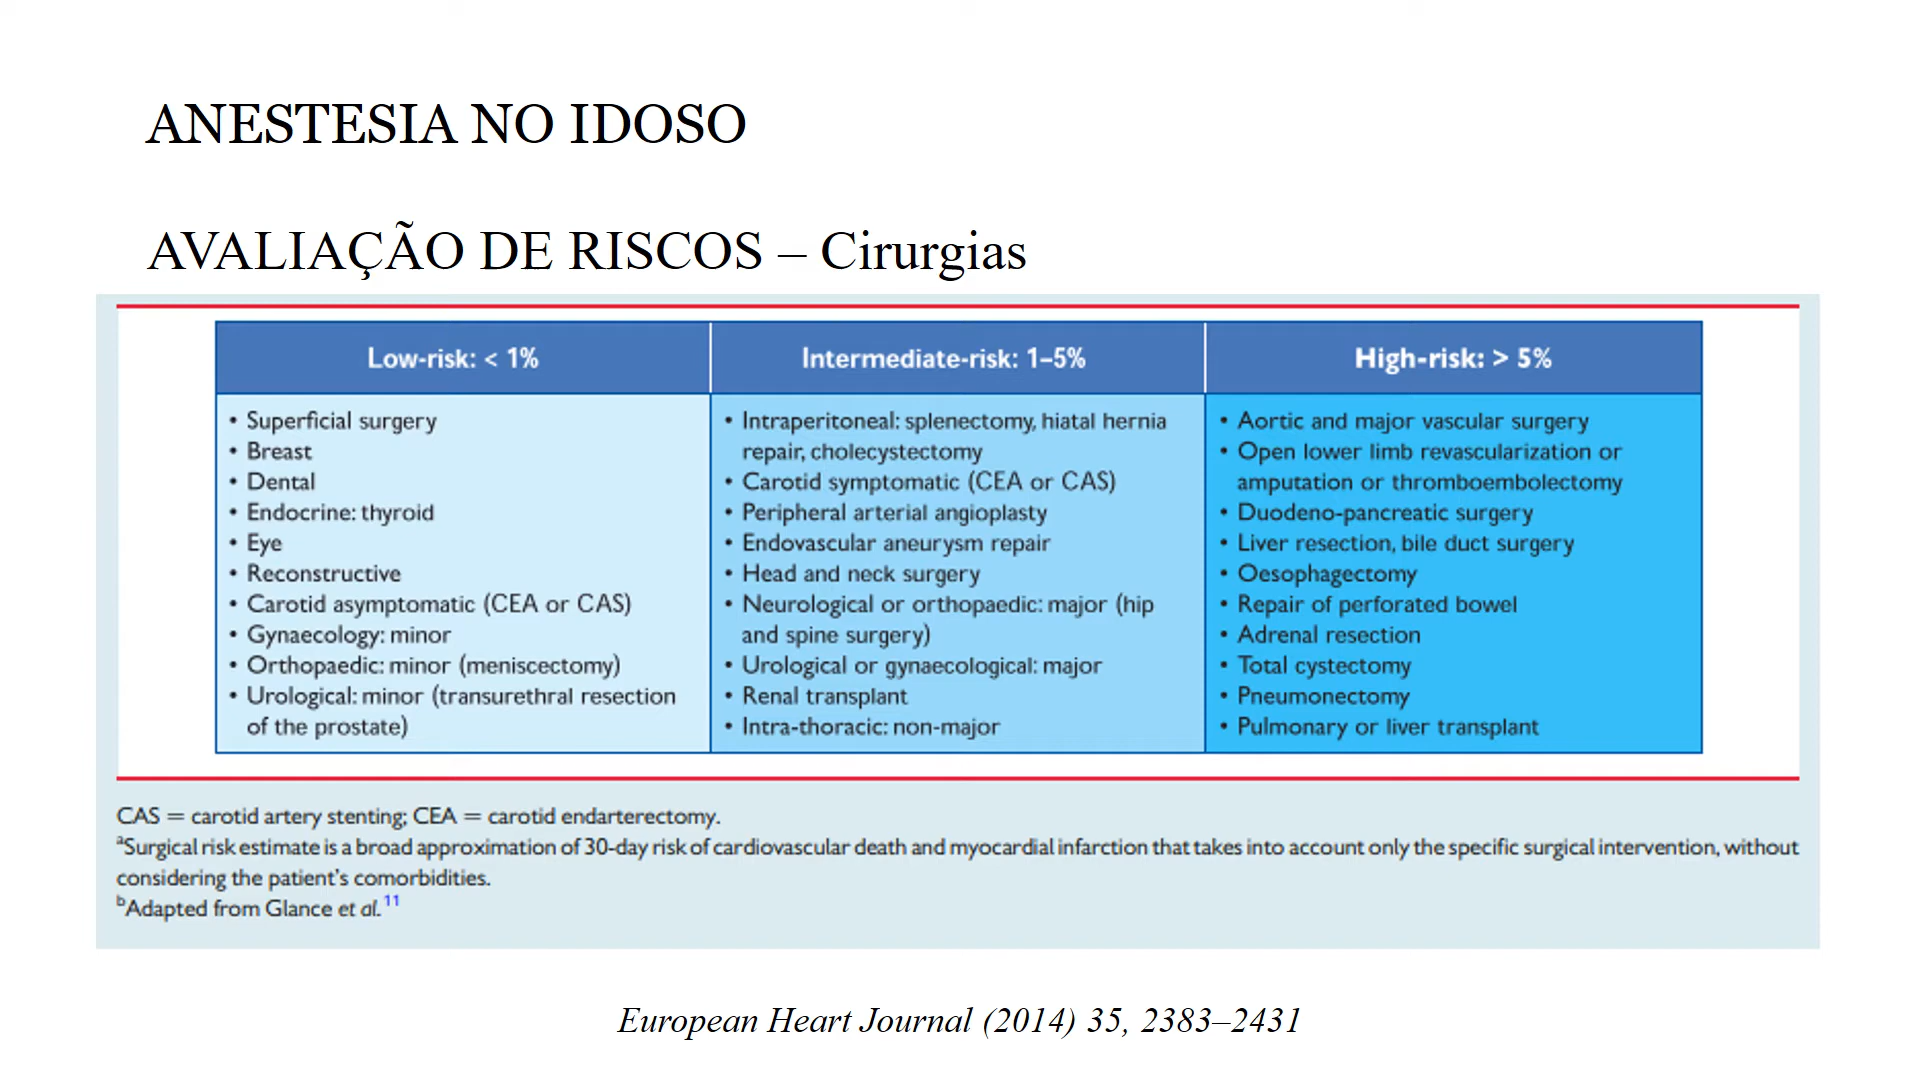 ANESTESIA NO IDOSO
AVALIAÇÃO DE RISCOS – Cirurgias
Low-risk: < 1%
• Superficial surgery
• Breast
• Dental
• Endocrine: thyroid
• Eye
• Reconstructive
• Carotid asymptomatic (CEA or CAS)
• Gynaecology: minor
• Orthopaedic: minor (meniscectomy)
• Urological: minor (transurethral resection
of the prostate)
Intermediate-risk: 1–5%
• Intraperitoneal: splenectomy, hiatal hernia
repair, cholecystectomy
• Carotid symptomatic (CEA or CAS)
• Peripheral arterial angioplasty
• Endovascular aneurysm repair
• Head and neck surgery
• Neurological or orthopaedic: major (hip
and spine surgery)
• Urological or gynaecological: major
• Renal transplant
• Intra-thoracic: non-major
High-risk: > 5%
• Aortic and major vascular surgery
• Open lower limb revascularization or
amputation or thromboembolectomy
• Duodeno-pancreatic surgery
• Liver resection, bile duct surgery
• Oesophagectomy
• Repair of perforated bowel
• Adrenal resection
• Total cystectomy
• Pneumonectomy
• Pulmonary or liver transplant
CAS = carotid artery stenting; CEA = carotid endarterectomy.
aSurgical risk estimate is a broad approximation of 30-day risk of cardiovascular death and myocardial infarction that takes into account only the specific surgical intervention, without
considering the patient's comorbidities.
bAdapted from Glance et al.11
European Heart Journal (2014) 35, 2383–2431